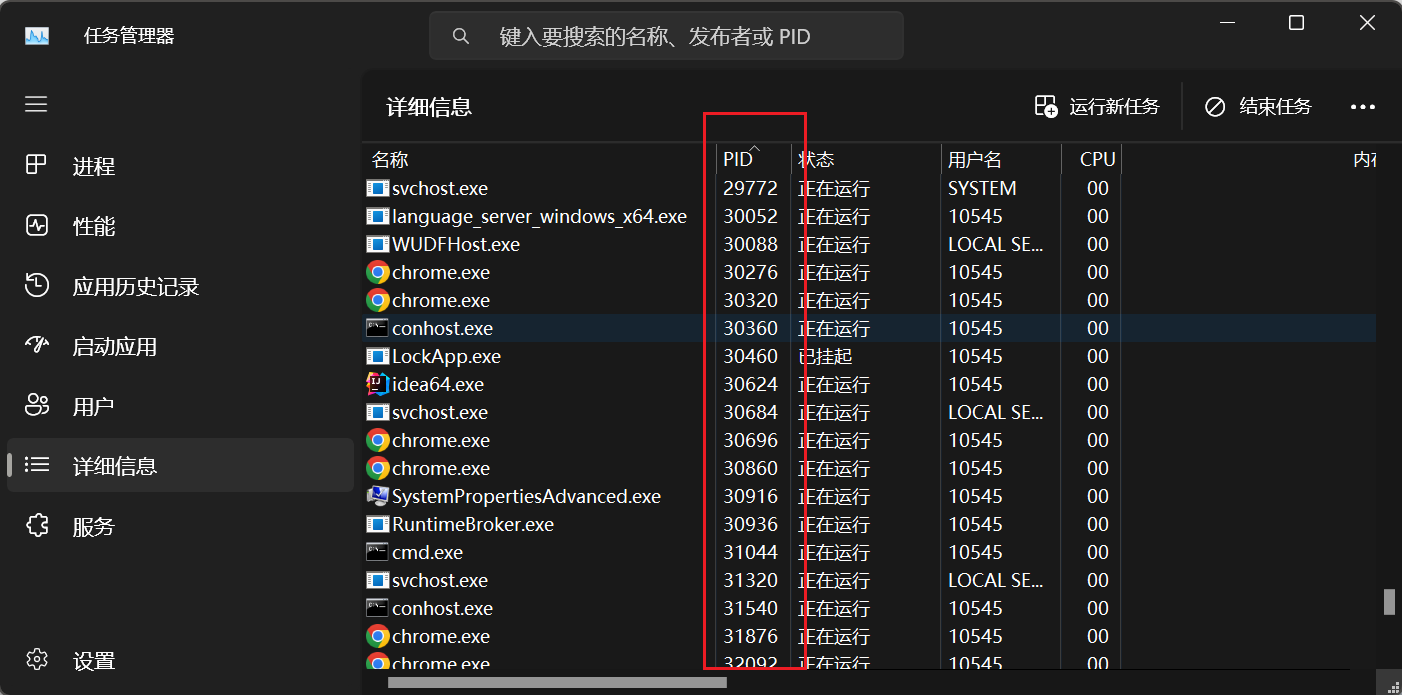 任务管理器
键入要搜索的名称、发布者或 PID
进程
性能
应用历史记录
启动应用
用户
详细信息
服务
设置
详细信息
运行新任务
结束任务
名称 PID 状态 用户名 CPU
svchost.exe 29772 正在运行 SYSTEM 00
language_server_windows_x64.exe 30052 正在运行 10545 00
WUDFHost.exe 30088 正在运行 LOCAL SE... 00
chrome.exe 30276 正在运行 10545 00
chrome.exe 30320 正在运行 10545 00
conhost.exe 30360 正在运行 10545 00
LockApp.exe 30460 已挂起 10545 00
idea64.exe 30624 正在运行 10545 00
svchost.exe 30684 正在运行 LOCAL SE... 00
chrome.exe 30696 正在运行 10545 00
chrome.exe 30860 正在运行 10545 00
SystemPropertiesAdvanced.exe 30916 正在运行 10545 00
RuntimeBroker.exe 30936 正在运行 10545 00
cmd.exe 31044 正在运行 10545 00
svchost.exe 31320 正在运行 LOCAL SE... 00
conhost.exe 31540 正在运行 10545 00
chrome.exe 31876 正在运行 10545 00
chrome.exe 32092 正在运行 10545 00